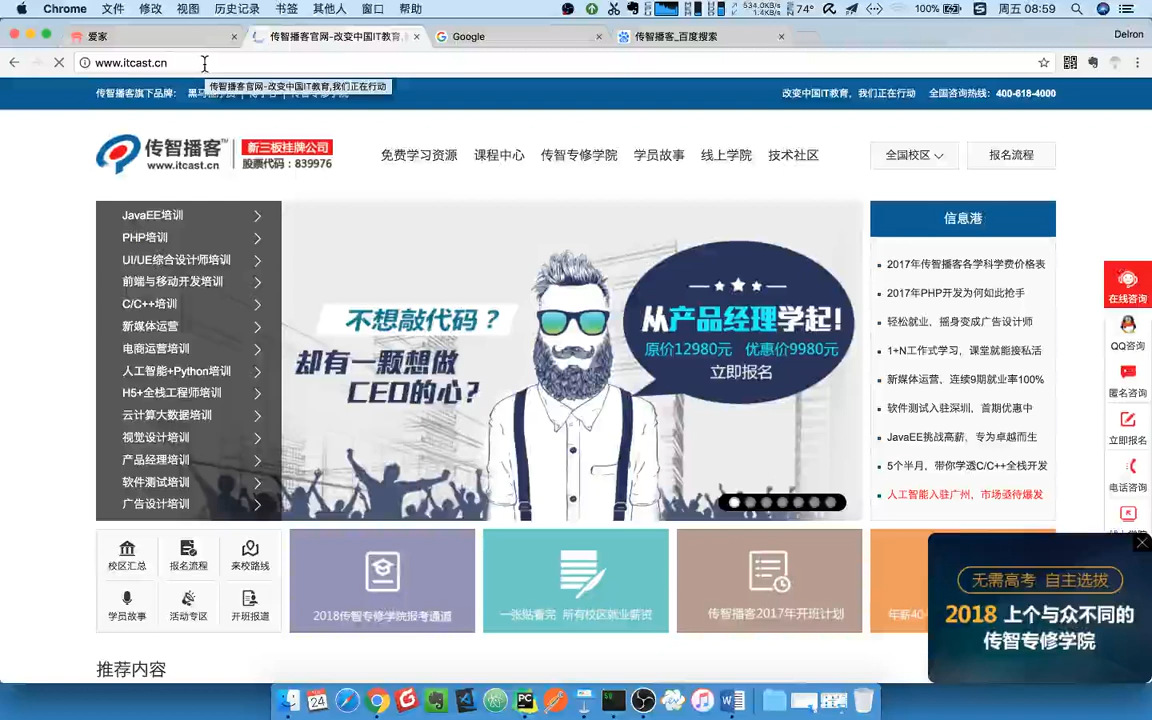 Chrome 文件 修改 视图 历史记录 书签 其他人 窗口 帮助 534.0KB/s 1.4KB/s 74° 100% 周五 08:59
爱家 传智播客官网-改变中国IT教育, Google 传智播客_百度搜索 Delron
www.itcast.cn
传智播客官网-改变中国IT教育,我们正在行动
传智播客旗下品牌： 改变中国IT教育，我们正在行动 全国咨询热线：400-618-4000
传智播客 新三板挂牌公司
www.itcast.cn 股票代码：839976
免费学习资源 课程中心 传智专修学院 学员故事 线上学院 技术社区 全国校区 报名流程
JavaEE培训
PHP培训
UI/UE综合设计师培训
前端与移动开发培训
C/C++培训
新媒体运营
电商运营培训
人工智能+Python培训
H5+全栈工程师培训
云计算大数据培训
视觉设计培训
产品经理培训
软件测试培训
广告设计培训
不想敲代码？
却有一颗想做
CEO的心？
从产品经理学起!
原价12980元 优惠价9980元
立即报名
信息港
2017年传智播客各学科学费价格表
2017年PHP开发为何如此抢手
轻松就业，摇身变成广告设计师
1+N工作式学习，课堂就能接私活
新媒体运营，连续9期就业率100%
软件测试入驻深圳，首期优惠中
JavaEE挑战高薪，专为卓越而生
5个半月，带你学透C/C++全栈开发
人工智能入驻广州，市场亟待爆发
在线咨询
QQ咨询
匿名咨询
立即报名
电话咨询
校区汇总 报名流程 来校路线
学员故事 活动专区 开班报道
2018传智专修学院报考通道
一张贴看完 所有校区就业薪资
传智播客2017年开班计划
年薪40
无需高考 自主选拔
2018 上个与众不同的
传智专修学院
推荐内容
24
PC